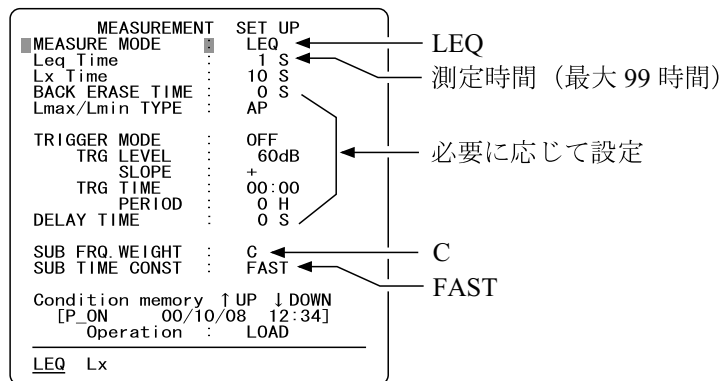 MEASUREMENT SET UP
MEASURE MODE : LEQ
Leq Time : 1 S
Lx Time : 10 S
BACK ERASE TIME : 0 S
Lmax/Lmin TYPE : AP
TRIGGER MODE : OFF
TRG LEVEL : 60dB
SLOPE : +
TRG TIME : 00:00
PERIOD : 0 H
DELAY TIME : 0 S
SUB FRQ.WEIGHT : C
SUB TIME CONST : FAST
Condition memory ↑UP ↓DOWN
[P_ON 00/10/08 12:34]
Operation : LOAD
LEQ Lx
LEQ
測定時間（最大 99 時間）
必要に応じて設定
C
FAST